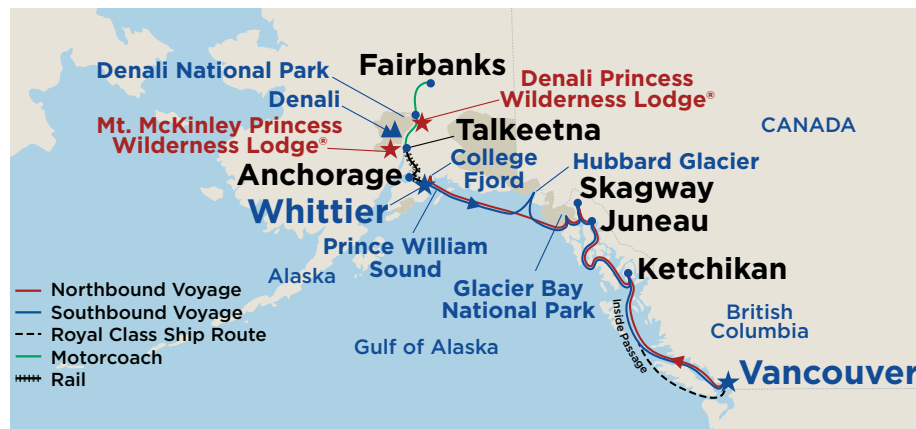 Fairbanks
Denali National Park
Denali Princess
Wilderness Lodge®
Denali
Mt. McKinley Princess
Wilderness Lodge®
Talkeetna
CANADA
College
Fjord
Hubbard Glacier
Anchorage
Skagway
Whittier
Juneau
Prince William
Sound
Alaska
Glacier Bay
National Park
Ketchikan
Northbound Voyage
Southbound Voyage
Royal Class Ship Route
Motorcoach
Rail
Gulf of Alaska
Inside Passage
British
Columbia
Vancouver